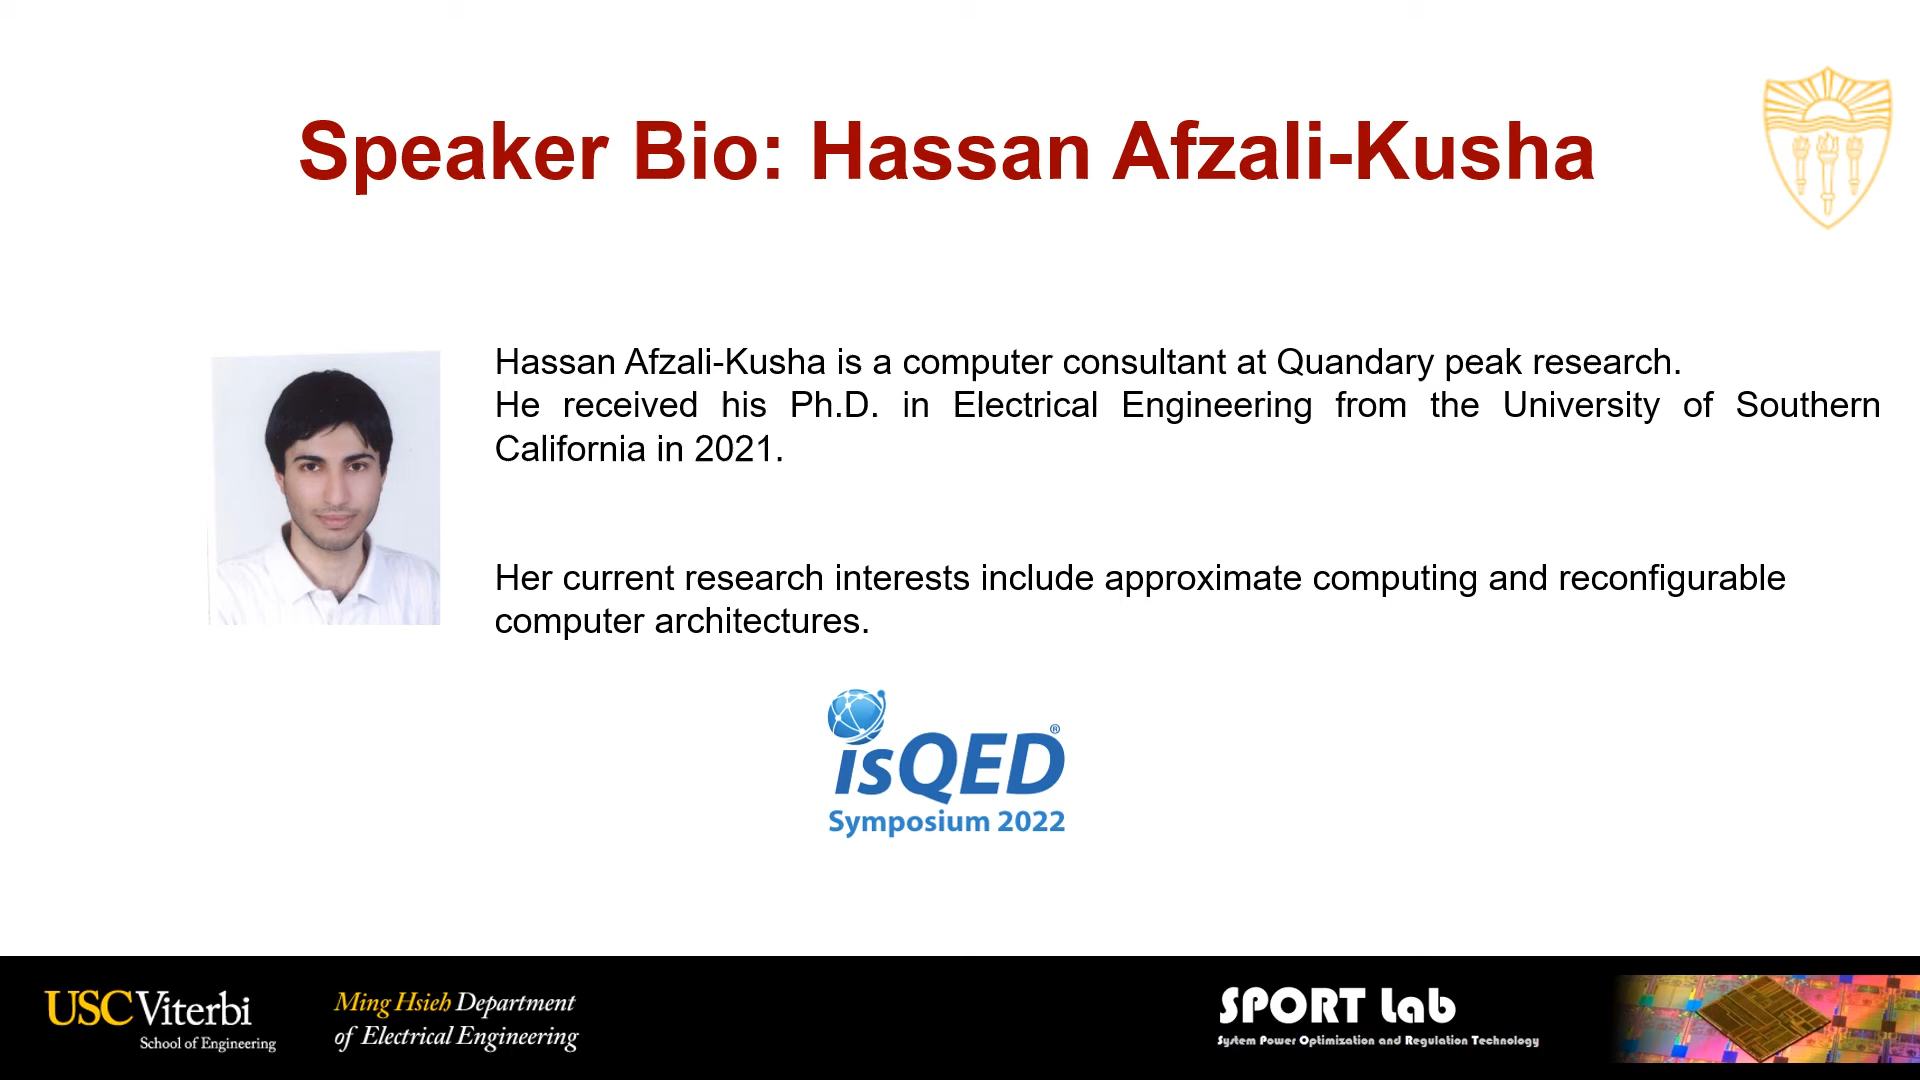 Speaker Bio: Hassan Afzali-Kusha
Hassan Afzali-Kusha is a computer consultant at Quandary peak research.
He received his Ph.D. in Electrical Engineering from the University of Southern
California in 2021.
Her current research interests include approximate computing and reconfigurable
computer architectures.
isQED®
Symposium 2022
USC Viterbi
School of Engineering
Ming Hsieh Department
of Electrical Engineering
SPORT Lab
System Power Optimization and Regulation Technology